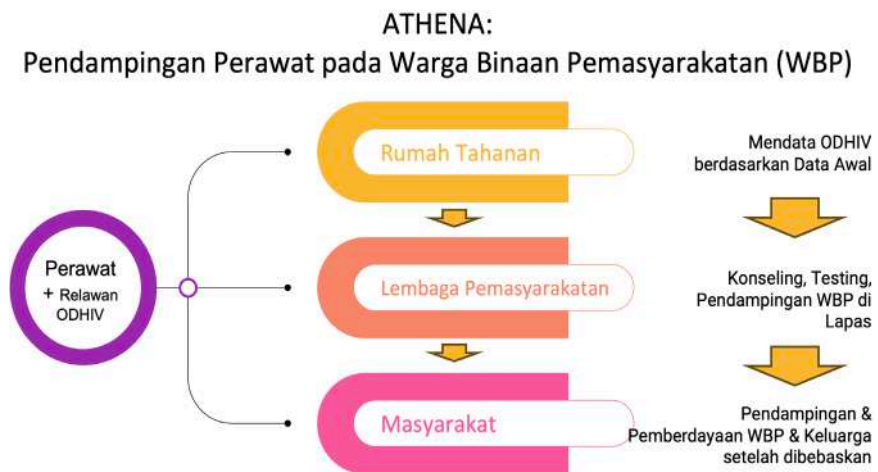 ATHENA:
Pendampingan Perawat pada Warga Binaan Pemasyarakatan (WBP)
Perawat
+ Relawan
ODHIV
Rumah Tahanan
Mendata ODHIV
berdasarkan Data Awal
Lembaga Pemasyarakatan
Konseling, Testing,
Pendampingan WBP di
Lapas
Masyarakat
Pendampingan &
Pemberdayaan WBP & Keluarga
setelah dibebaskan